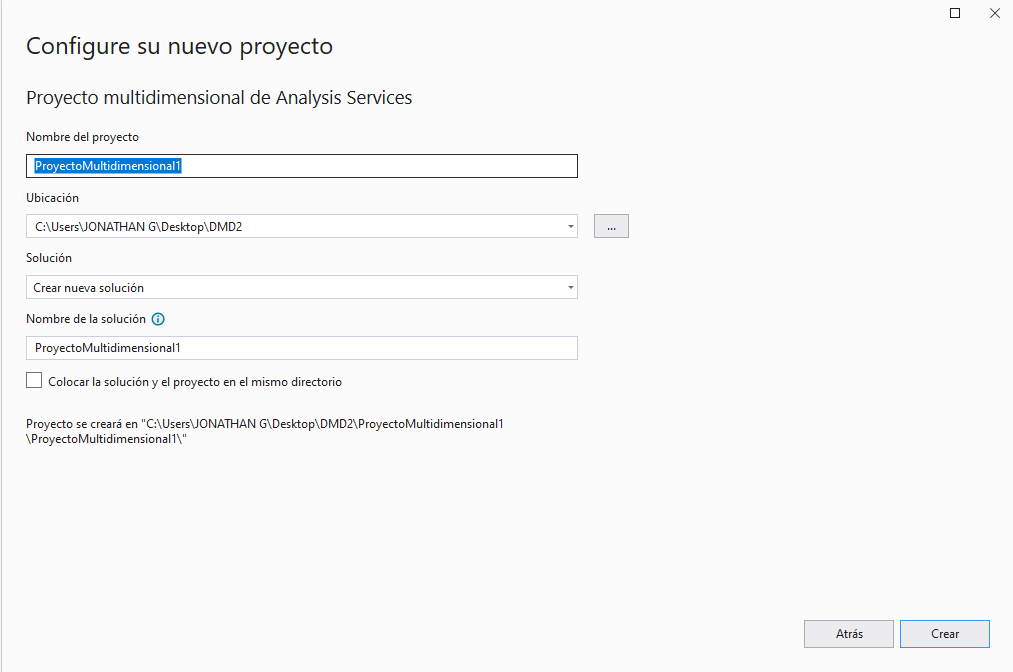 Configure su nuevo proyecto
Proyecto multidimensional de Analysis Services
Nombre del proyecto
ProyectoMultidimensional1
Ubicación
C:\Users\JONATHAN G\Desktop\DMD2
...
Solución
Crear nueva solución
Nombre de la solución
ProyectoMultidimensional1
Colocar la solución y el proyecto en el mismo directorio
Proyecto se creará en "C:\Users\JONATHAN G\Desktop\DMD2\ProyectoMultidimensional1
\ProyectoMultidimensional1\"
Atrás
Crear